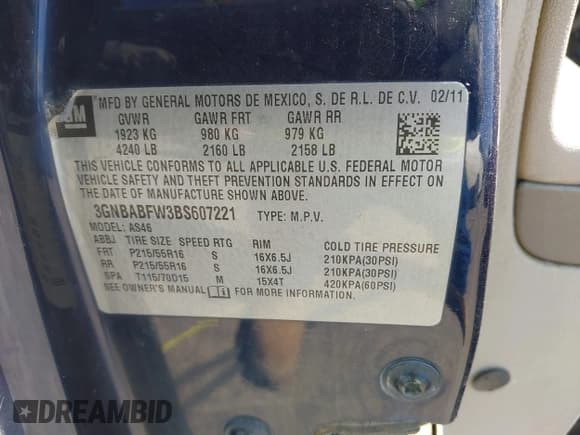 GM
MFD BY GENERAL MOTORS DE MEXICO, S. DE R.L. DE C.V. 02/11
GVWR GAWR FRT GAWR RR
1923 KG 980 KG 979 KG
4240 LB 2160 LB 2158 LB
THIS VEHICLE CONFORMS TO ALL APPLICABLE U.S. FEDERAL MOTOR
VEHICLE SAFETY AND THEFT PREVENTION STANDARDS IN EFFECT ON
THE DATE OF MANUFACTURE SHOWN ABOVE.
3GNBABFW3BS607221 TYPE: M.P.V.
MODEL: AS46
ABBJ TIRE SIZE SPEED RTG RIM COLD TIRE PRESSURE
FRT P215/55R16 S 16X6.5J 210KPA(30PSI)
RR P215/55R16 S 16X6.5J 210KPA(30PSI)
SPA T115/70D15 M 15X4T 420KPA(60PSI)
SEE OWNER'S MANUAL FOR MORE INFORMATION.
DREAMBID